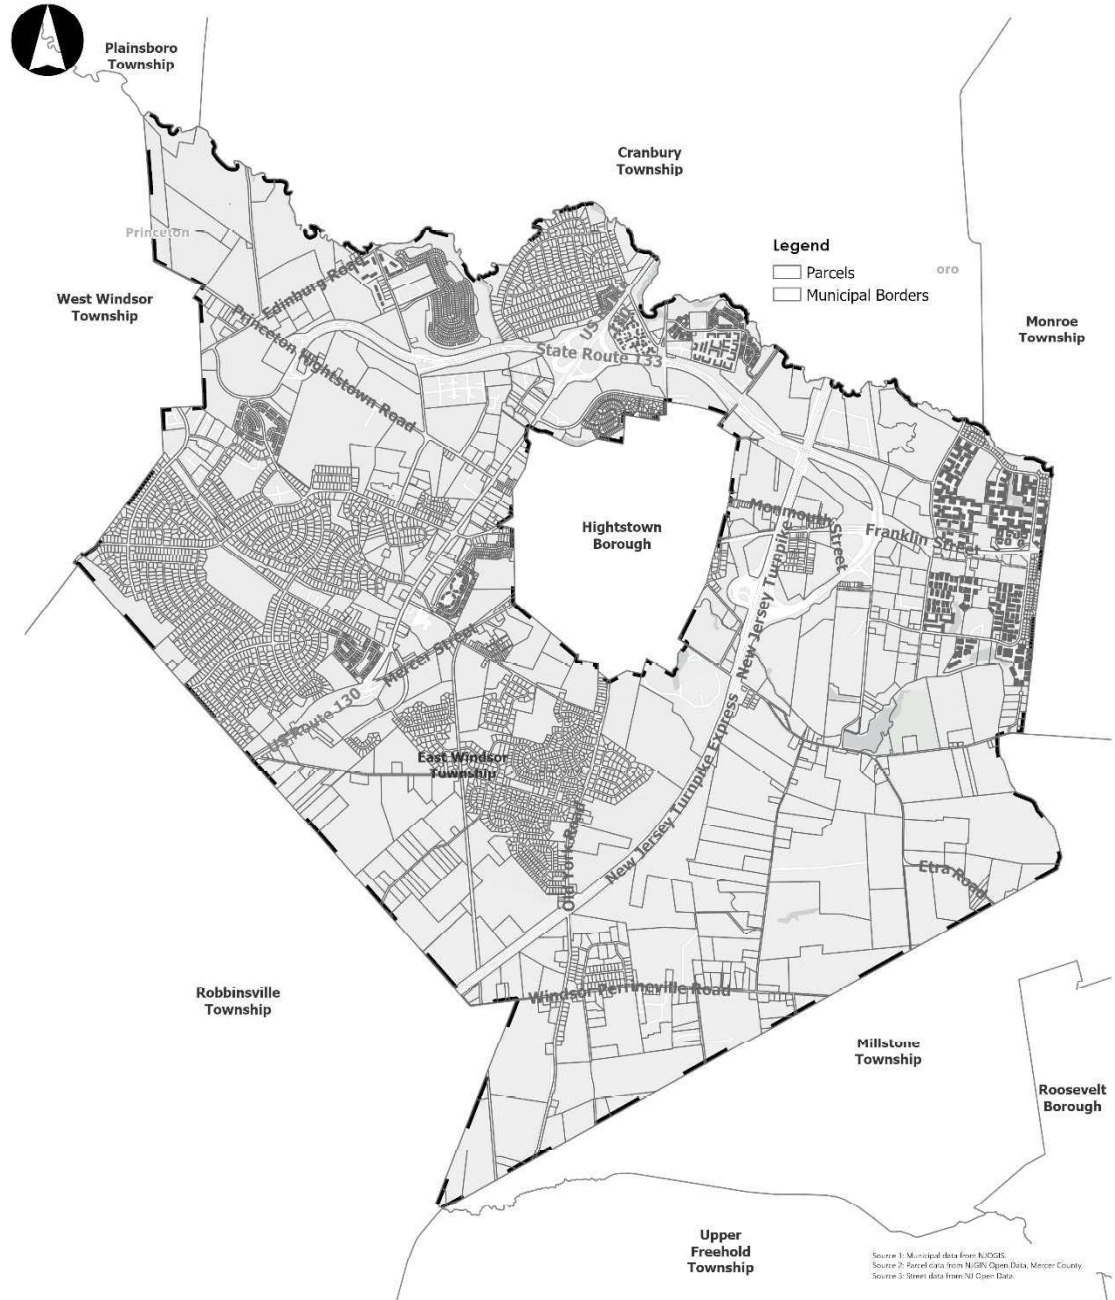 Plainsboro
Township
Cranbury
Township
Princeton
Legend
Parcels
Municipal Borders
oro
West Windsor
Township
Monroe
Township
Edinburg Road
Princeton Hightstown Road
US
State Route 133
Hightstown
Borough
Monmouth Street
Franklin Street
New Jersey Turnpike
Mercer Street
US Route 130
East Windsor
Township
New Jersey Turnpike Express
Old York Road
Etra Road
Windsor Perrineville Road
Robbinsville
Township
Millstone
Township
Roosevelt
Borough
Upper
Freehold
Township
Source 1: Municipal data from NJOGIS.
Source 2: Parcel data from NJGIN Open Data, Mercer County
Source 3: Street data from NJ Open Data